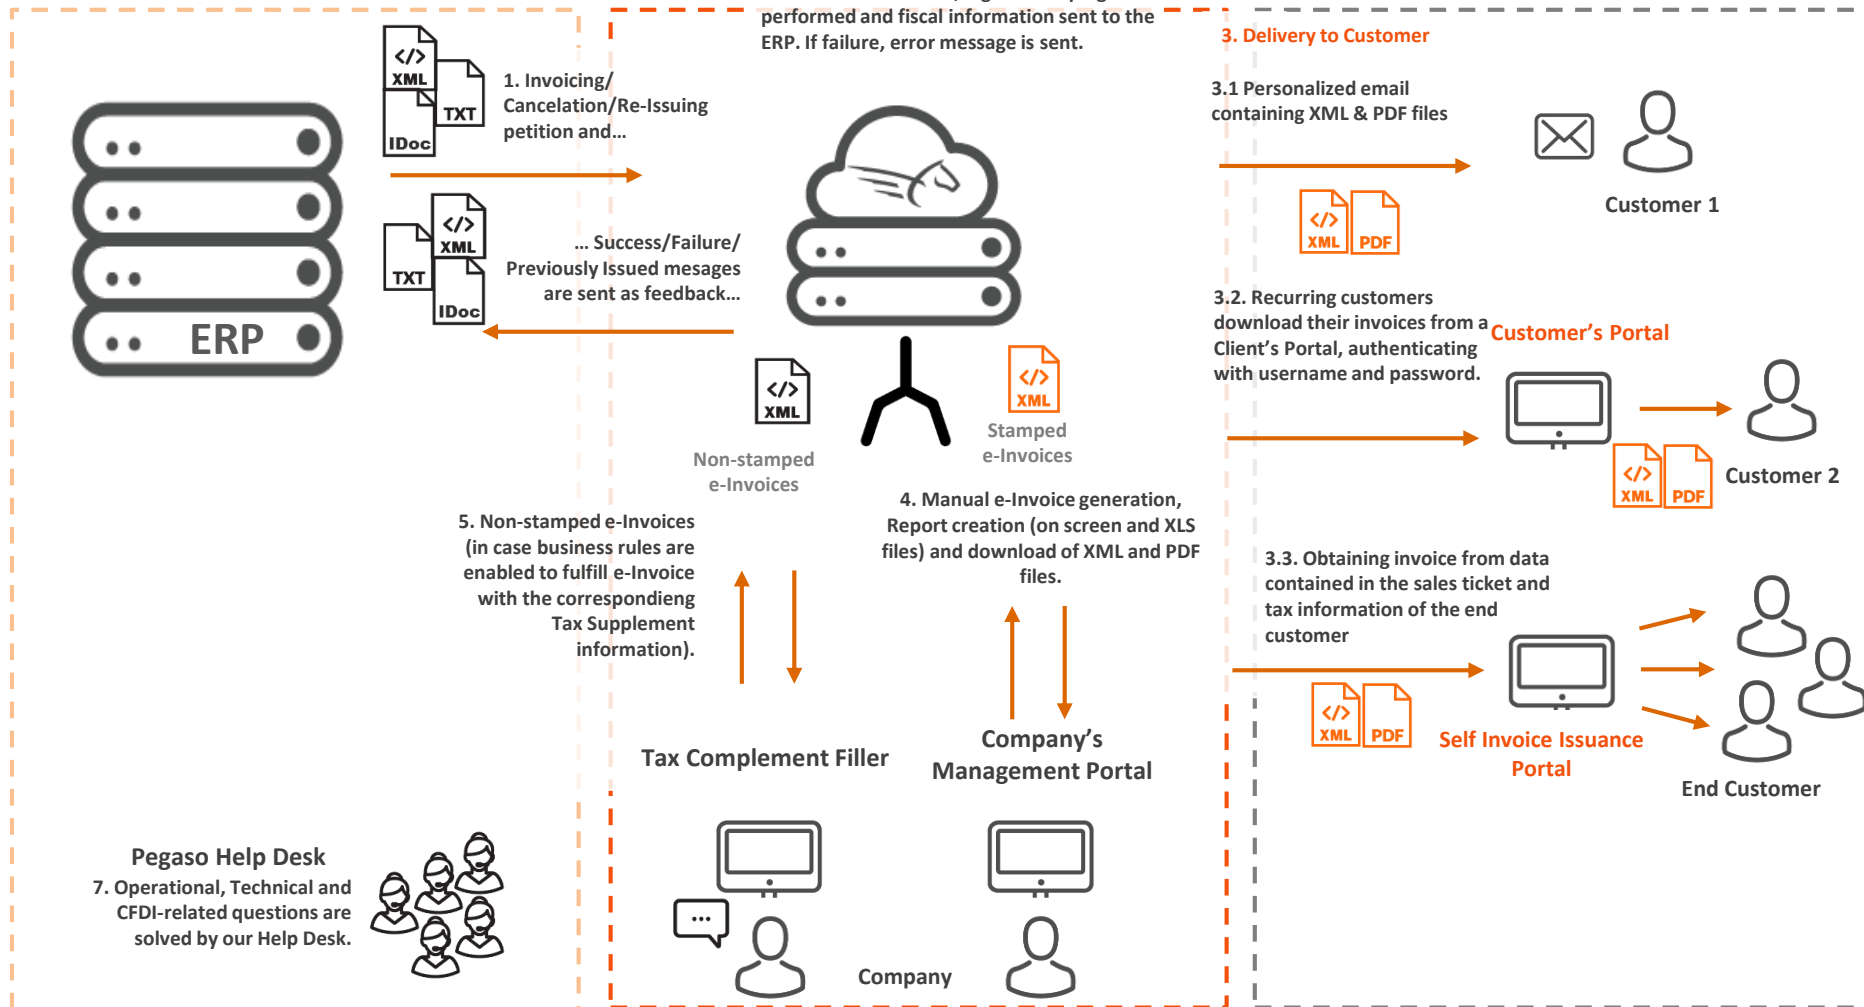 performed and fiscal information sent to the
ERP. If failure, error message is sent.
</>
XML
TXT
IDoc
1. Invoicing/
Cancelation/Re-Issuing
petition and...
</>
XML
TXT
IDoc
... Success/Failure/
Previously Issued mesages
are sent as feedback...
ERP
</>
XML
Non-stamped
e-Invoices
</>
XML
Stamped
e-Invoices
5. Non-stamped e-Invoices
(in case business rules are
enabled to fulfill e-Invoice
with the correspondieng
Tax Supplement
information).
4. Manual e-Invoice generation,
Report creation (on screen and XLS
files) and download of XML and PDF
files.
Tax Complement Filler
Company's
Management Portal
...
Company
Pegaso Help Desk
7. Operational, Technical and
CFDI-related questions are
solved by our Help Desk.
3. Delivery to Customer
3.1 Personalized email
containing XML & PDF files
</>
XML
PDF
Customer 1
3.2. Recurring customers
download their invoices from a
Client's Portal, authenticating
with username and password.
Customer's Portal
</>
XML
PDF
Customer 2
3.3. Obtaining invoice from data
contained in the sales ticket and
tax information of the end
customer
</>
XML
PDF
Self Invoice Issuance
Portal
End Customer